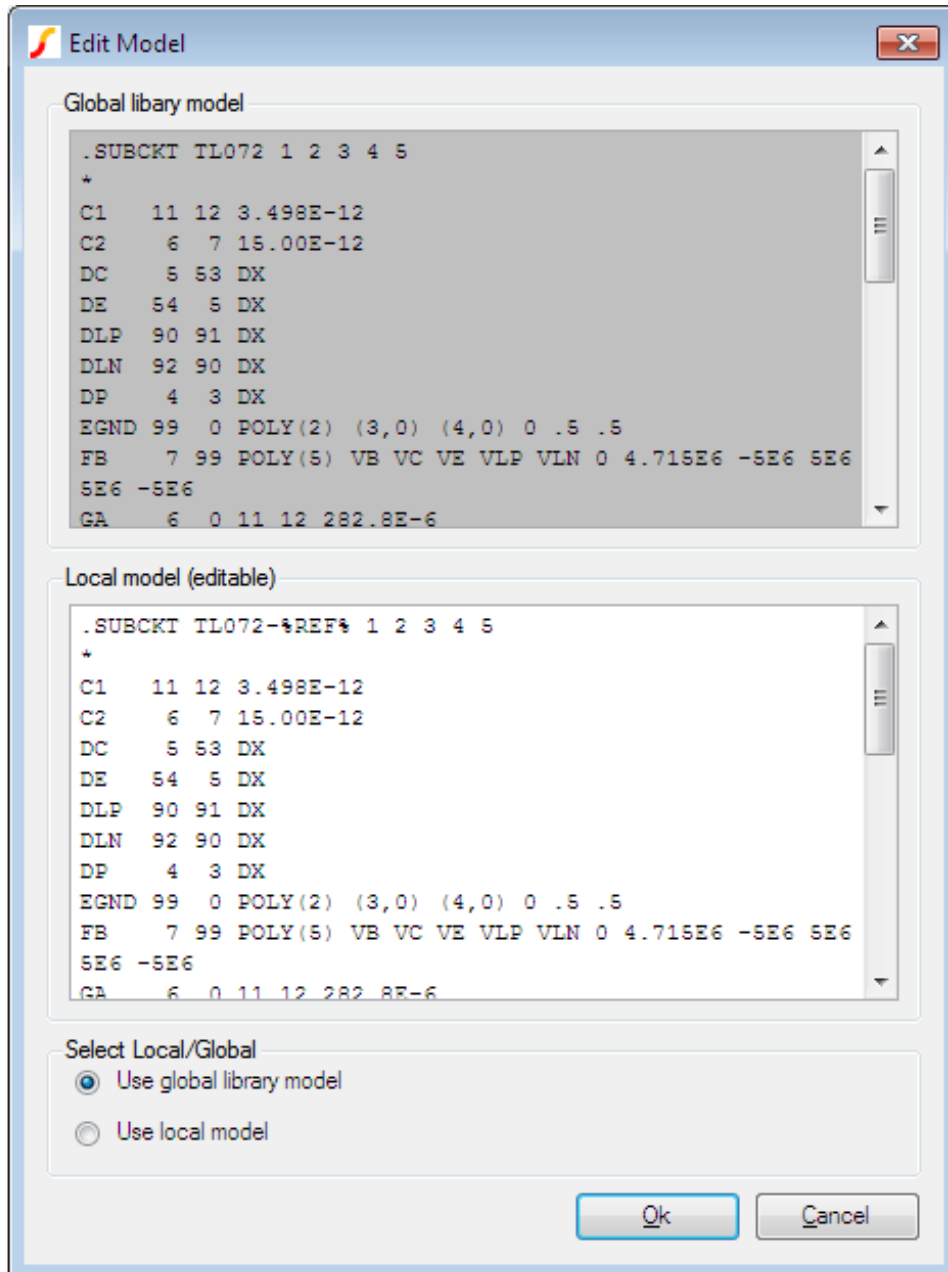 Edit Model
Global libary model
.SUBCKT TL072 1 2 3 4 5
*
C1   11 12 3.498E-12
C2    6  7 15.00E-12
DC    5 53 DX
DE   54  5 DX
DLP  90 91 DX
DLN  92 90 DX
DP    4  3 DX
EGND 99  0 POLY(2) (3,0) (4,0) 0 .5 .5
FB    7 99 POLY(5) VB VC VE VLP VLN 0 4.715E6 -5E6 5E6
5E6 -5E6
GA    6  0 11 12 282.8E-6
Local model (editable)
.SUBCKT TL072-%REF% 1 2 3 4 5
*
C1   11 12 3.498E-12
C2    6  7 15.00E-12
DC    5 53 DX
DE   54  5 DX
DLP  90 91 DX
DLN  92 90 DX
DP    4  3 DX
EGND 99  0 POLY(2) (3,0) (4,0) 0 .5 .5
FB    7 99 POLY(5) VB VC VE VLP VLN 0 4.715E6 -5E6 5E6
5E6 -5E6
GA    6  0 11 12 282.8E-6
Select Local/Global
Use global library model
Use local model
Ok
Cancel